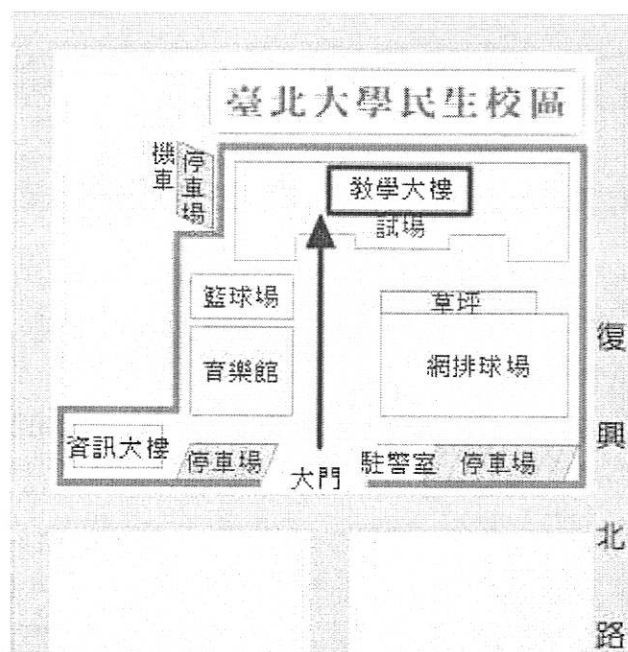 臺北大學民生校區
機車
停車場
教學大樓
試場
籃球場
草坪
育樂館
網排球場
資訊大樓
停車場
大門
駐警室
停車場
復興北路